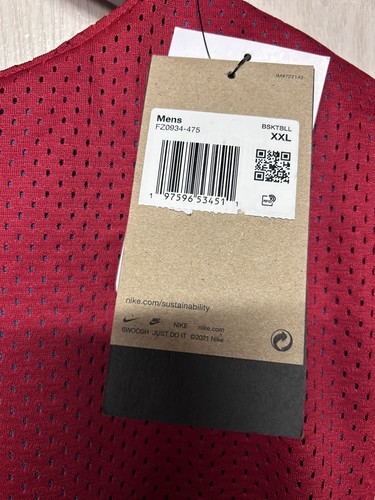 Mens
FZ0934-475
BSKTBLL
XXL
1 97596 53451 1
nike.com/sustainability
NIKE nike.com
SWOOSH JUST DO IT ©2021 Nike